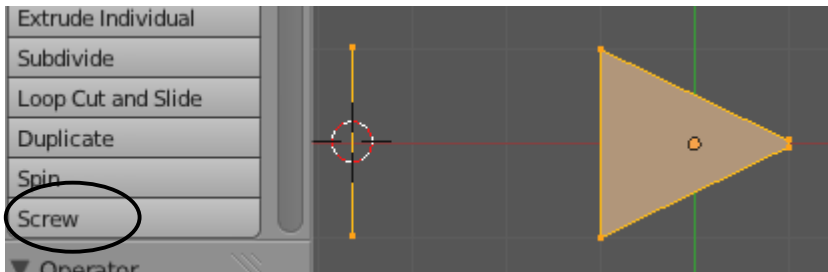 Extrude Individual
Subdivide
Loop Cut and Slide
Duplicate
Spin
Screw
Operator